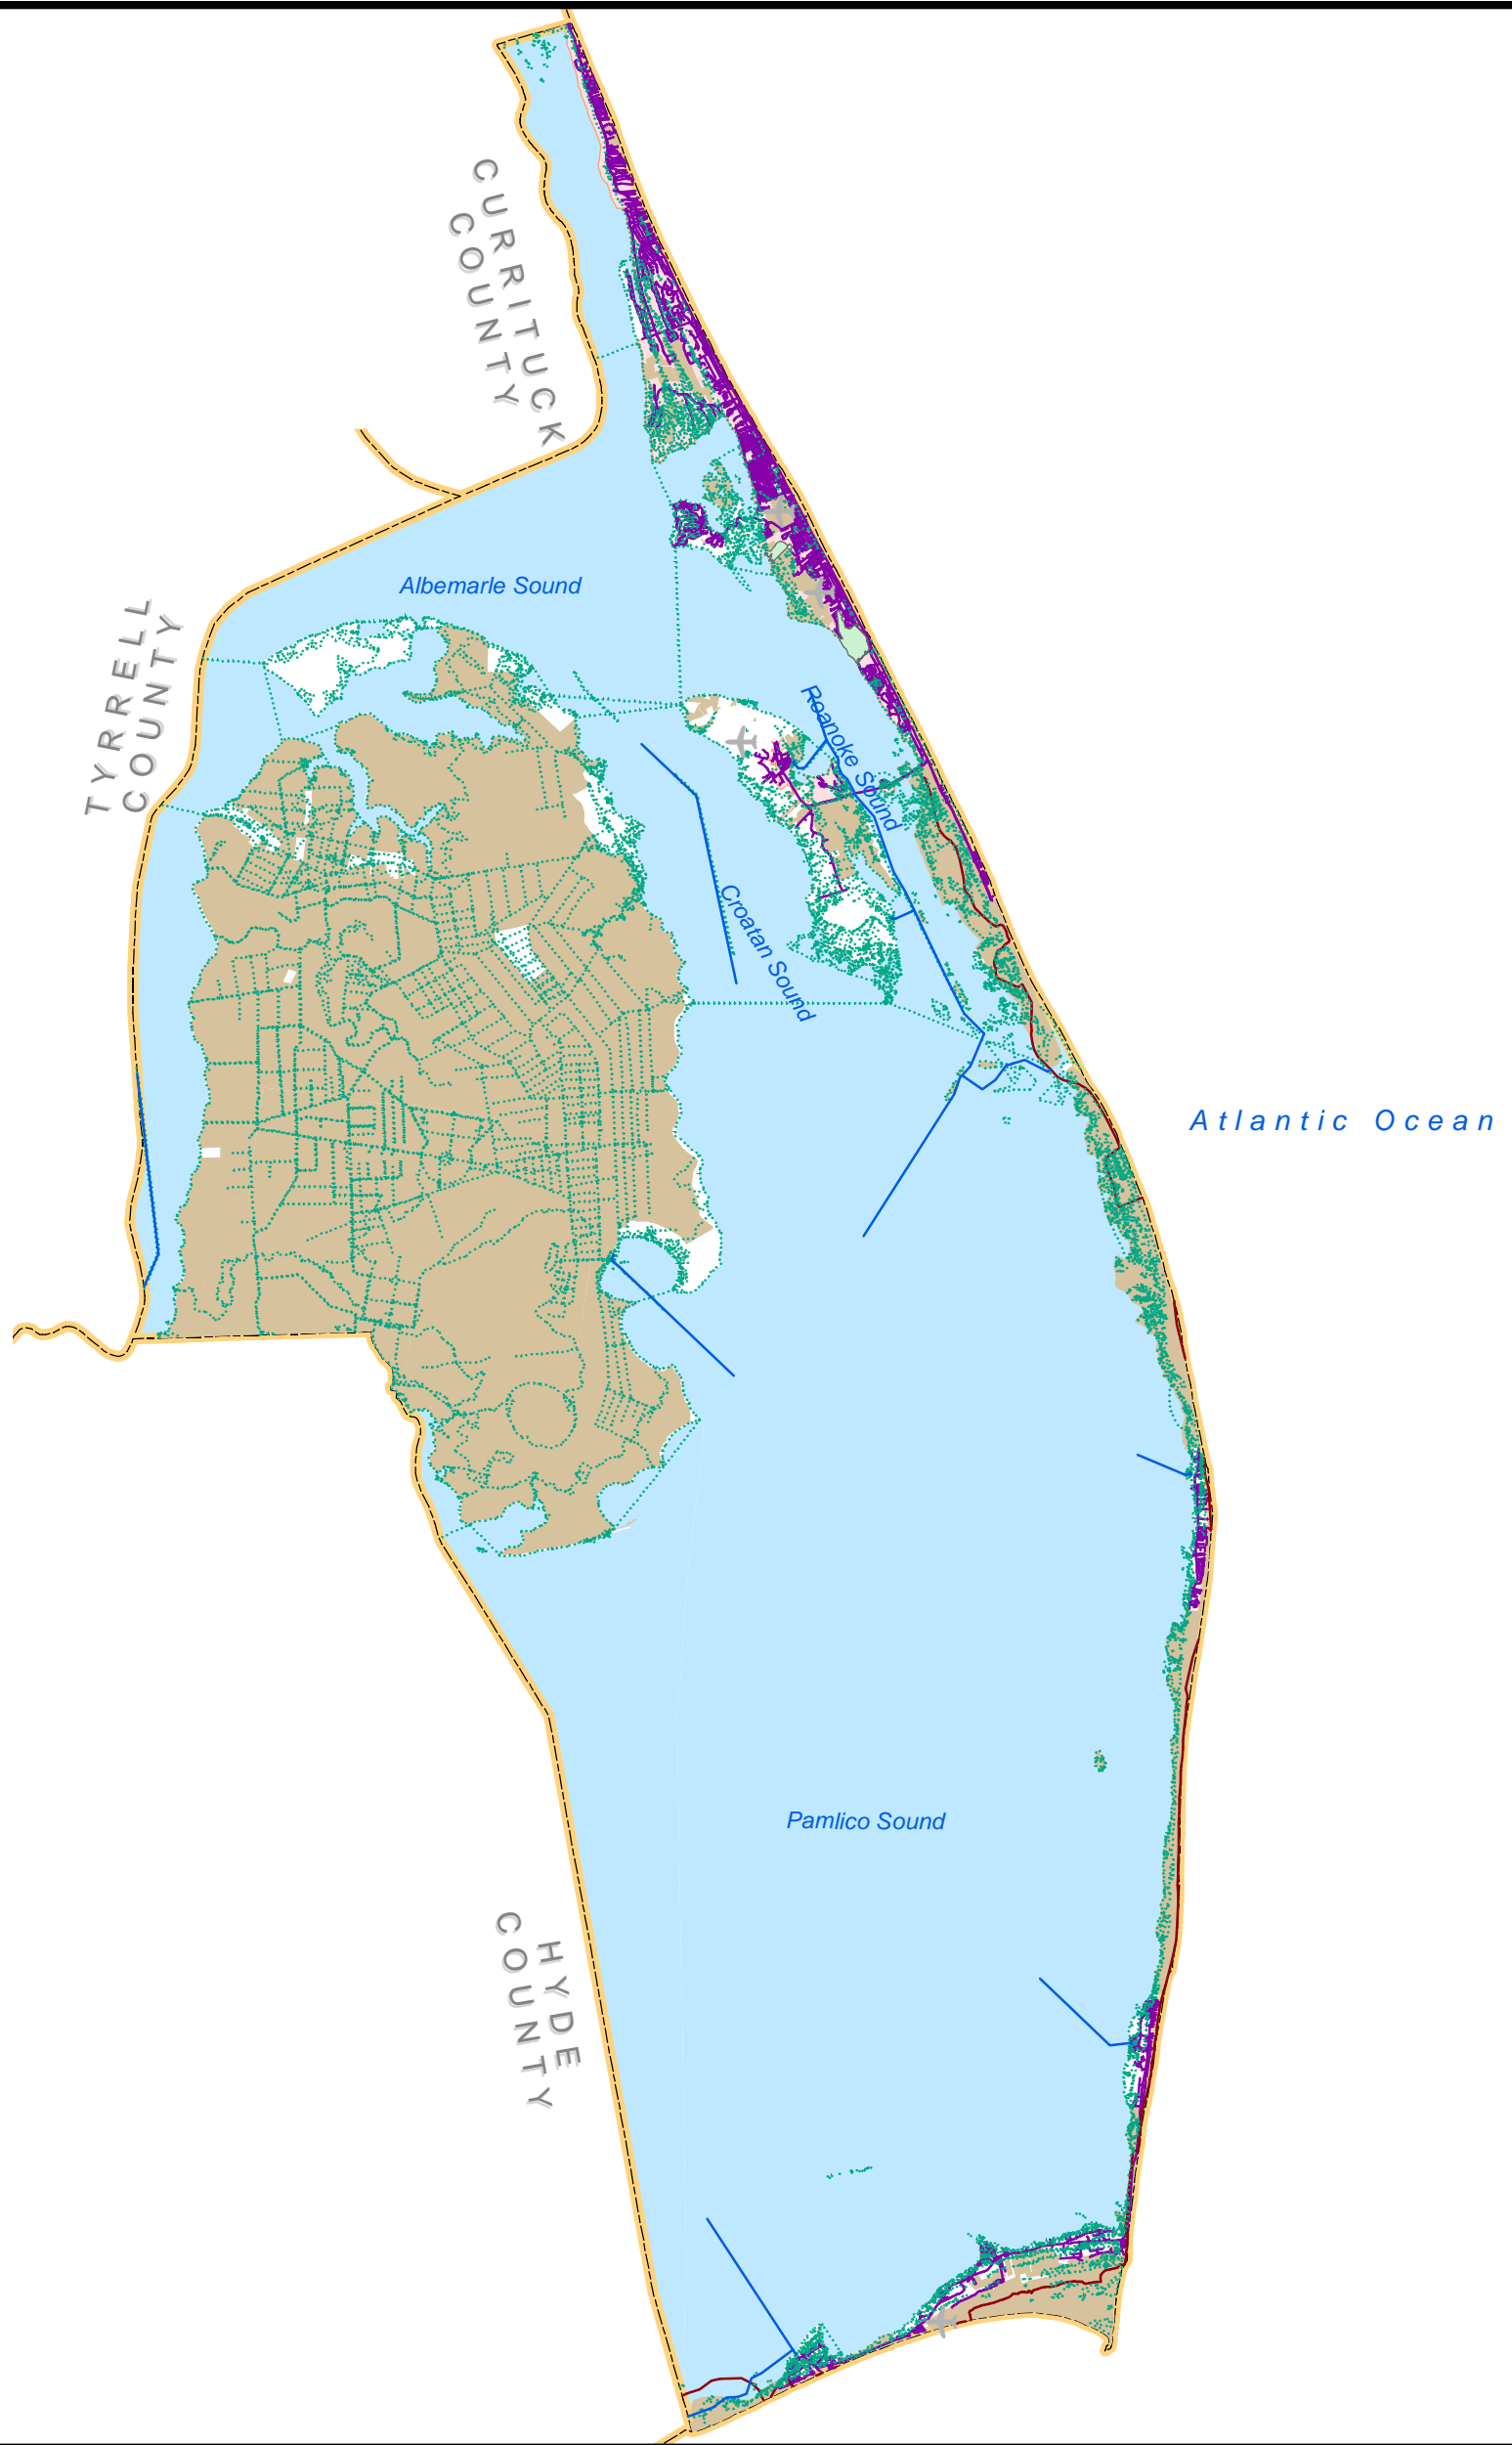 CURRITUCK
COUNTY
Albemarle Sound
TYRRELL
COUNTY
Roanoke Sound
Croatan Sound
Atlantic Ocean
Pamlico Sound
HYDE
COUNTY